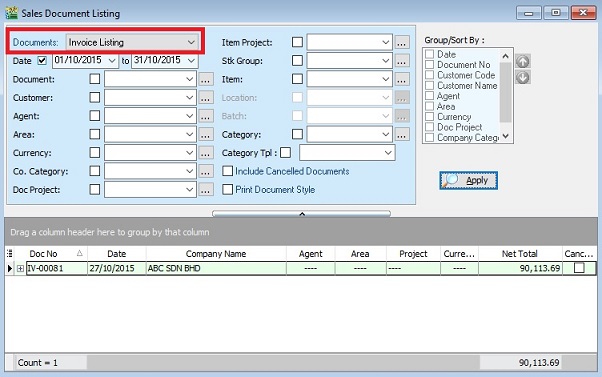 Sales Document Listing
Documents: Invoice Listing
Date 01/10/2015 to 31/10/2015
Document: ...
Customer: ...
Agent: ...
Area: ...
Currency: ...
Co. Category: ...
Doc Project: ...
Item Project: ...
Stk Group: ...
Item: ...
Location: ...
Batch: ...
Category: ...
Category Tpl :
Include Cancelled Documents
Print Document Style
Group/Sort By :
Date
Document No
Customer Code
Customer Name
Agent
Area
Currency
Doc Project
Company Categ
Apply
Drag a column header here to group by that column
Doc No Date Company Name Agent Area Project Curre... Net Total Canc...
IV-00081 27/10/2015 ABC SDN BHD ---- ---- ---- ---- 90,113.69
Count = 1 90,113.69